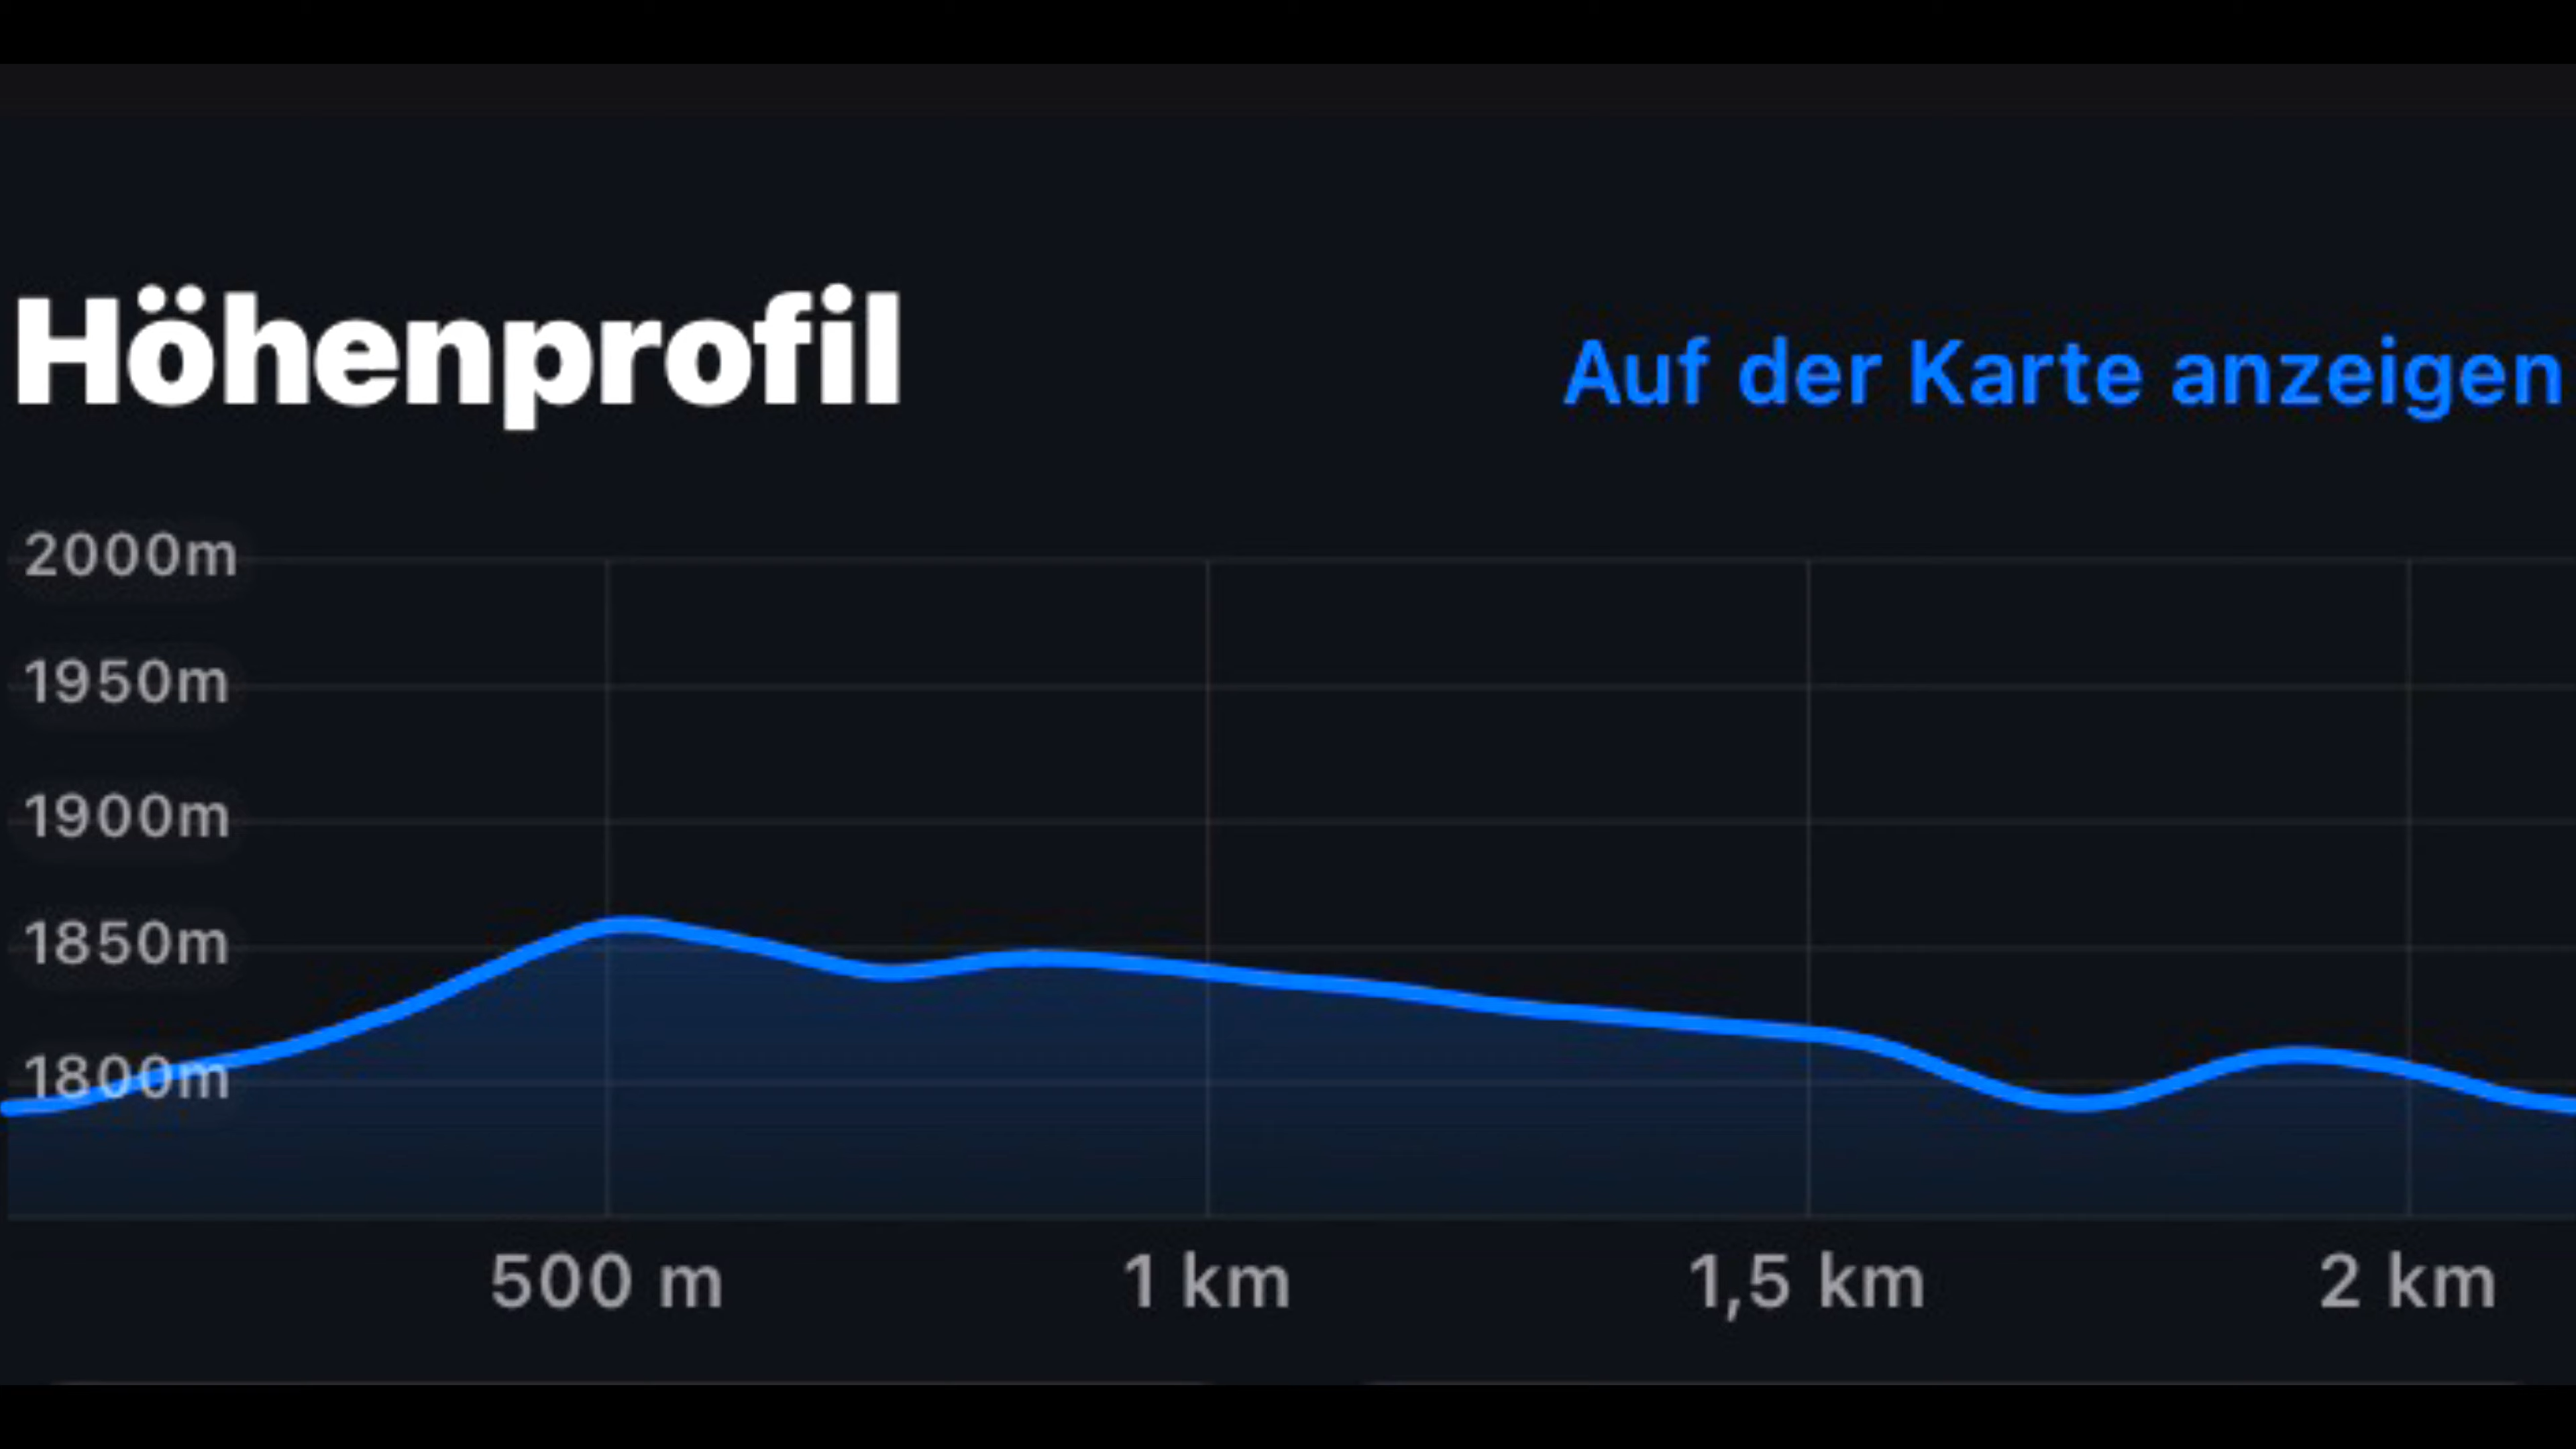 Höhenprofil
Auf der Karte anzeigen
2000m
1950m
1900m
1850m
1800m
500 m
1 km
1,5 km
2 km